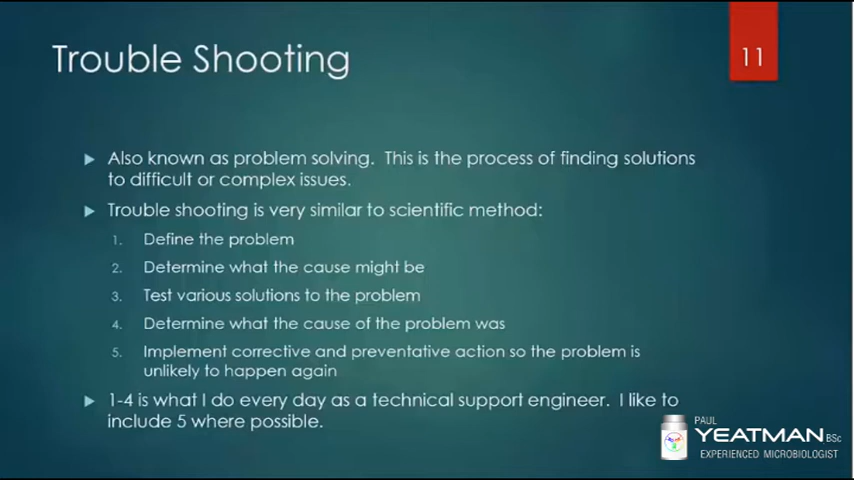 Trouble Shooting
11
Also known as problem solving. This is the process of finding solutions
to difficult or complex issues.
Trouble shooting is very similar to scientific method:
1. Define the problem
2. Determine what the cause might be
3. Test various solutions to the problem
4. Determine what the cause of the problem was
5. Implement corrective and preventative action so the problem is
unlikely to happen again
1-4 is what I do every day as a technical support engineer. I like to
include 5 where possible.
PAUL
YEATMAN BSc
EXPERIENCED MICROBIOLOGIST